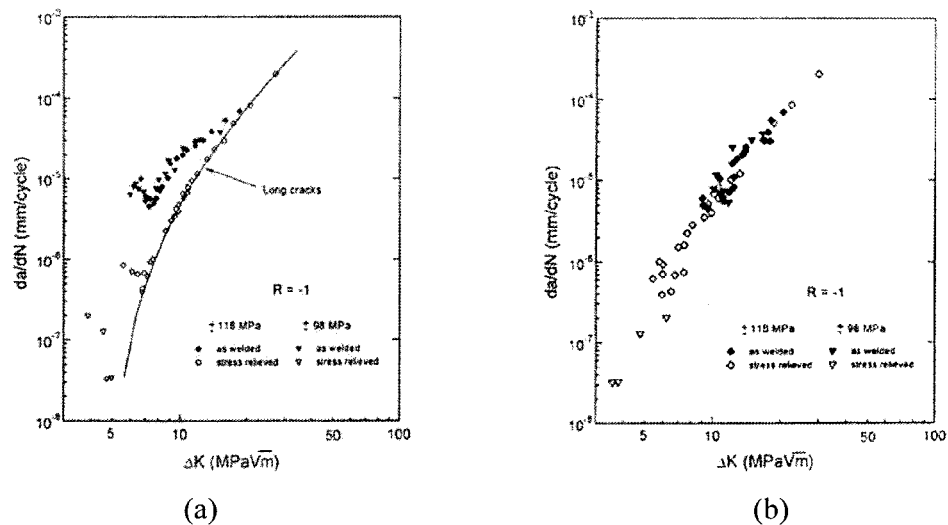 10⁻³
10⁻⁴
10⁻⁵
10⁻⁶
10⁻⁷
10⁻⁸
da/dN (mm/cycle)
Long cracks
R = -1
118 MPa
98 MPa
as welded
as welded
stress relieved
stress relieved
5
10
50
100
ΔK (MPa√m)
(a)
10⁻³
10⁻⁴
10⁻⁵
10⁻⁶
10⁻⁷
10⁻⁸
da/dN (mm/cycle)
R = -1
118 MPa
98 MPa
as welded
as welded
stress relieved
stress relieved
5
10
50
100
ΔK (MPa√m)
(b)